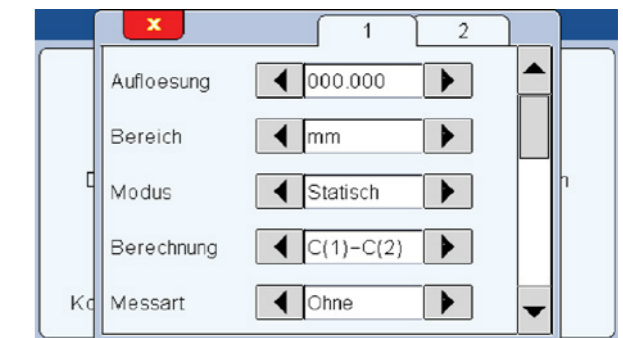 x
1 2
Aufloesung 000.000
Bereich mm
Modus Statisch
Berechnung C(1)-C(2)
Messart Ohne